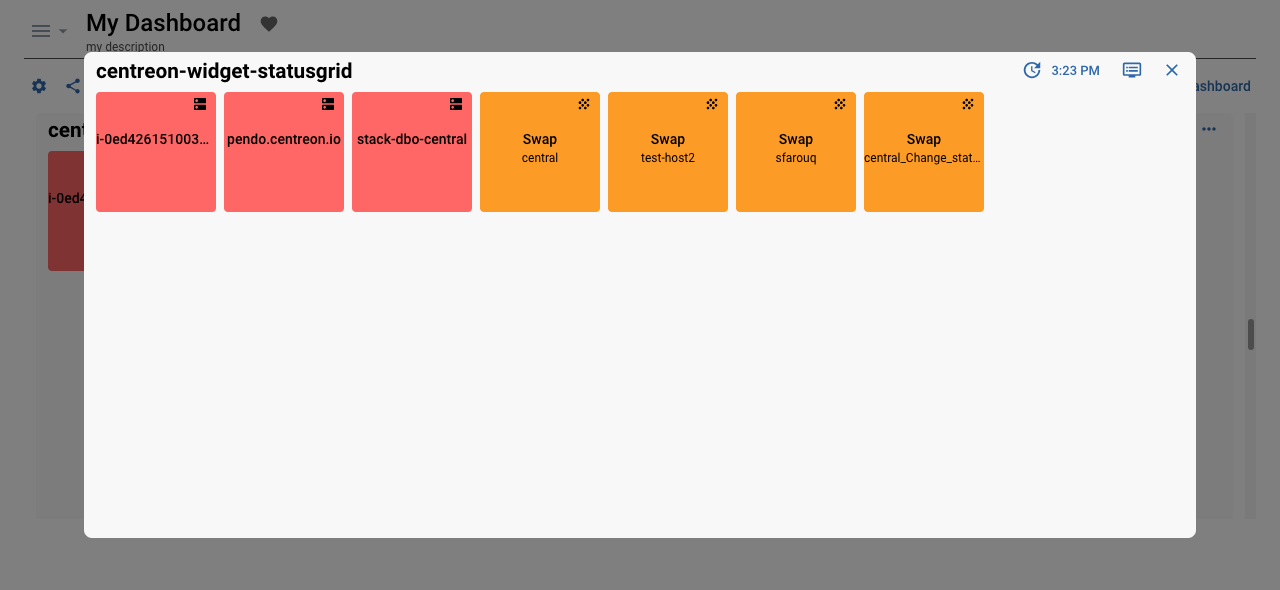 My Dashboard
my description
centreon-widget-statusgrid
3:23 PM
ashboard
cent
i-0ed426151003...
pendo.centreon.io
stack-dbo-central
Swap
central
Swap
test-host2
Swap
sfarouq
Swap
central_Change_stat...
i-0ed4